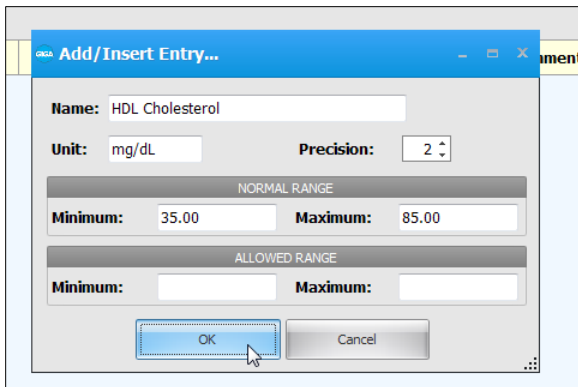 GIGA Add/Insert Entry...
Name: HDL Cholesterol
Unit: mg/dL Precision: 2
NORMAL RANGE
Minimum: 35.00 Maximum: 85.00
ALLOWED RANGE
Minimum: Maximum:
OK Cancel